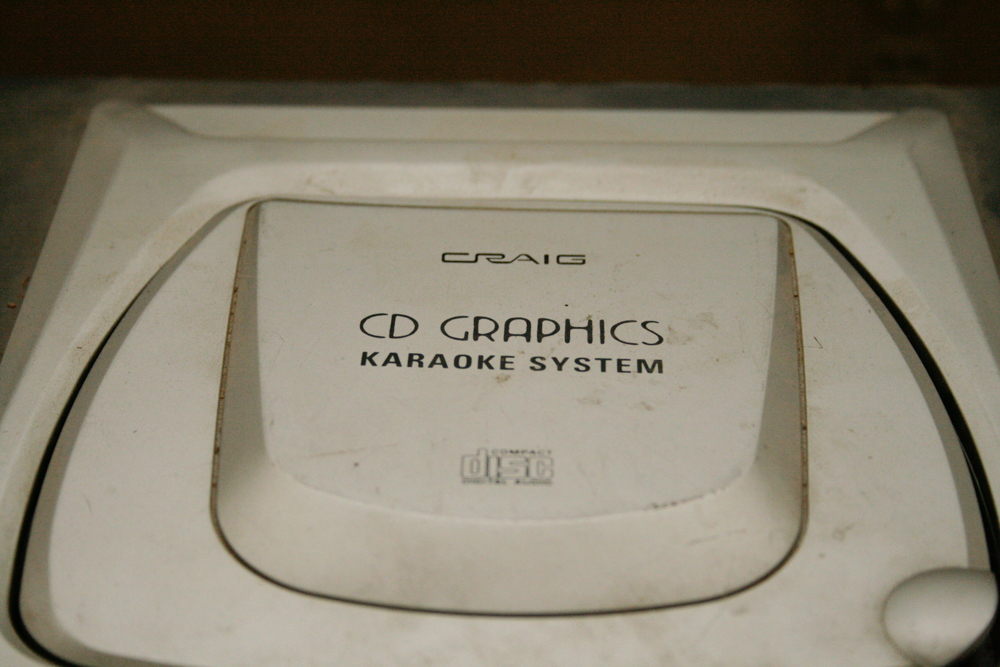 CRAIG
CD GRAPHICS
KARAOKE SYSTEM
COMPACT
disc
DIGITAL AUDIO